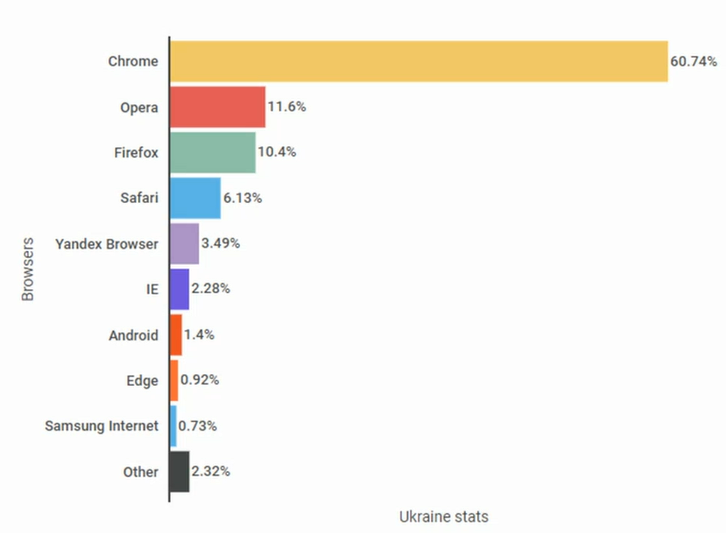 Chrome 60.74%
Opera 11.6%
Firefox 10.4%
Safari 6.13%
Yandex Browser 3.49%
IE 2.28%
Android 1.4%
Edge 0.92%
Samsung Internet 0.73%
Other 2.32%
Browsers
Ukraine stats